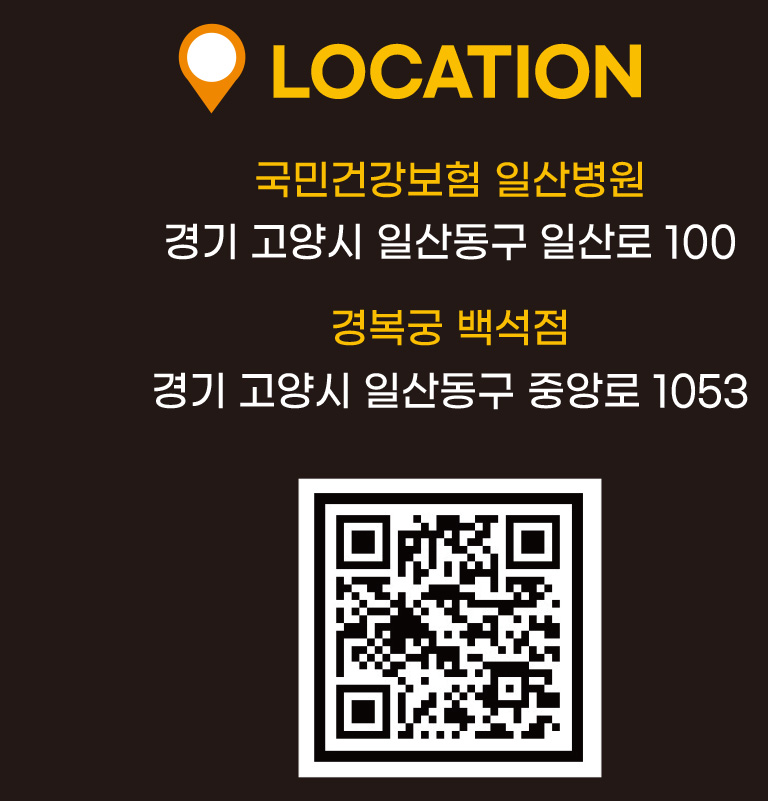 LOCATION
국민건강보험 일산병원
경기 고양시 일산동구 일산로 100
경복궁 백석점
경기 고양시 일산동구 중앙로 1053